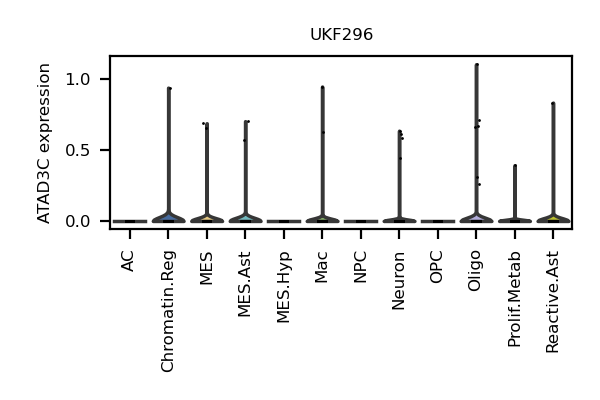 UKF296
ATAD3C expression
1.0
0.5
0.0
AC
Chromatin.Reg
MES
MES.Ast
MES.Hyp
Mac
NPC
Neuron
OPC
Oligo
Prolif.Metab
Reactive.Ast